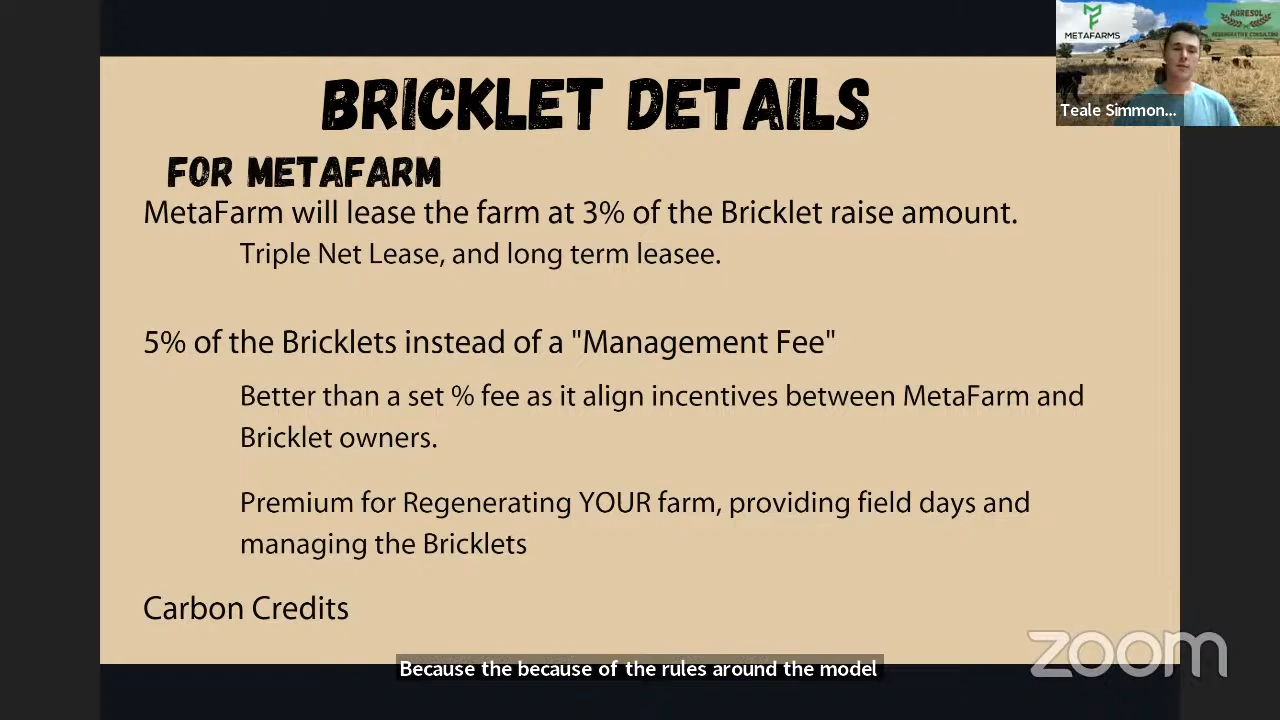 BRICKLET DETAILS
FOR METAFARM
MetaFarm will lease the farm at 3% of the Bricklet raise amount.
Triple Net Lease, and long term leasee.
5% of the Bricklets instead of a "Management Fee"
Better than a set % fee as it align incentives between MetaFarm and
Bricklet owners.
Premium for Regenerating YOUR farm, providing field days and
managing the Bricklets
Carbon Credits
Because the because of the rules around the model
zoom
METAFARMS
AGRESOL
REGENERATIVE CONSULTING
Teale Simmon...